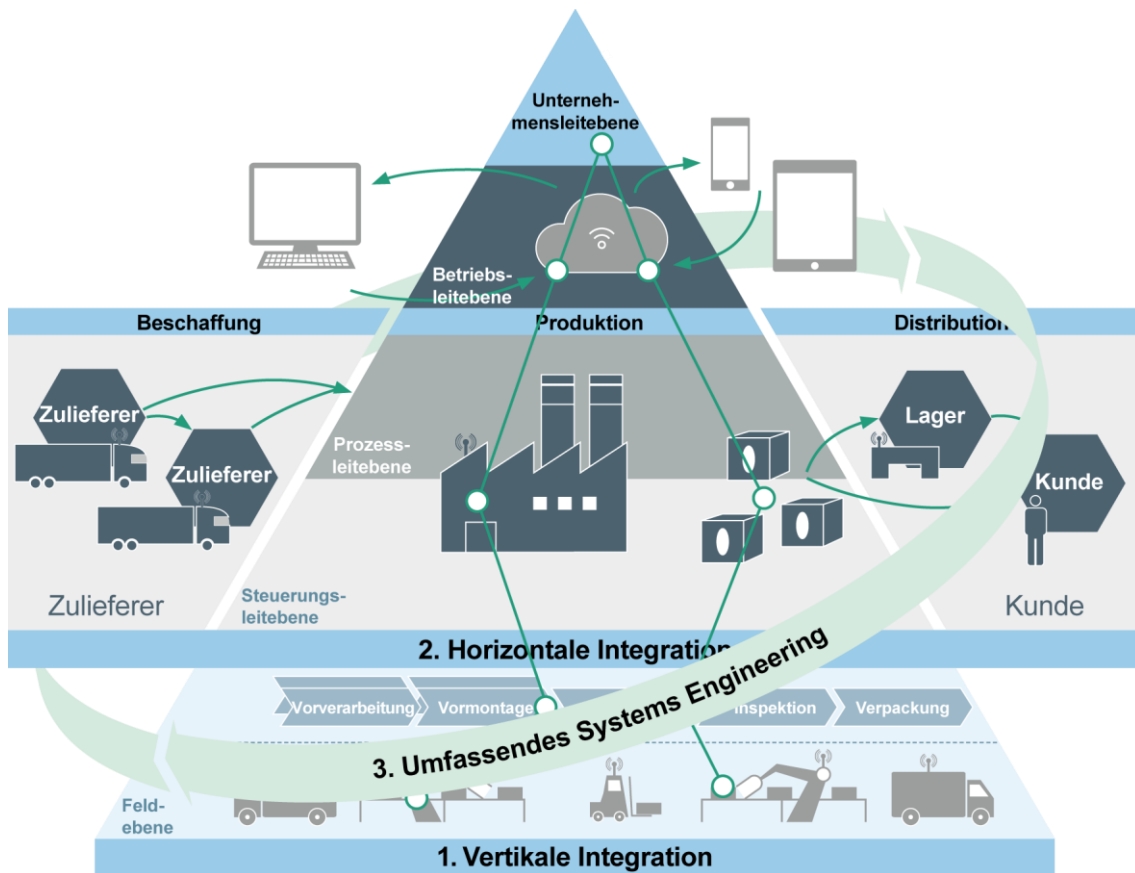 Unterneh-
mensleitebene
Betriebs-
leitebene
Beschaffung
Produktion
Distribution
Zulieferer
Zulieferer
Prozess-
leitebene
Lager
Kunde
Steuerungs-
leitebene
Zulieferer
Kunde
2. Horizontale Integration
Vorverarbeitung
Vormontage
Inspektion
Verpackung
3. Umfassendes Systems Engineering
Feld-
ebene
1. Vertikale Integration